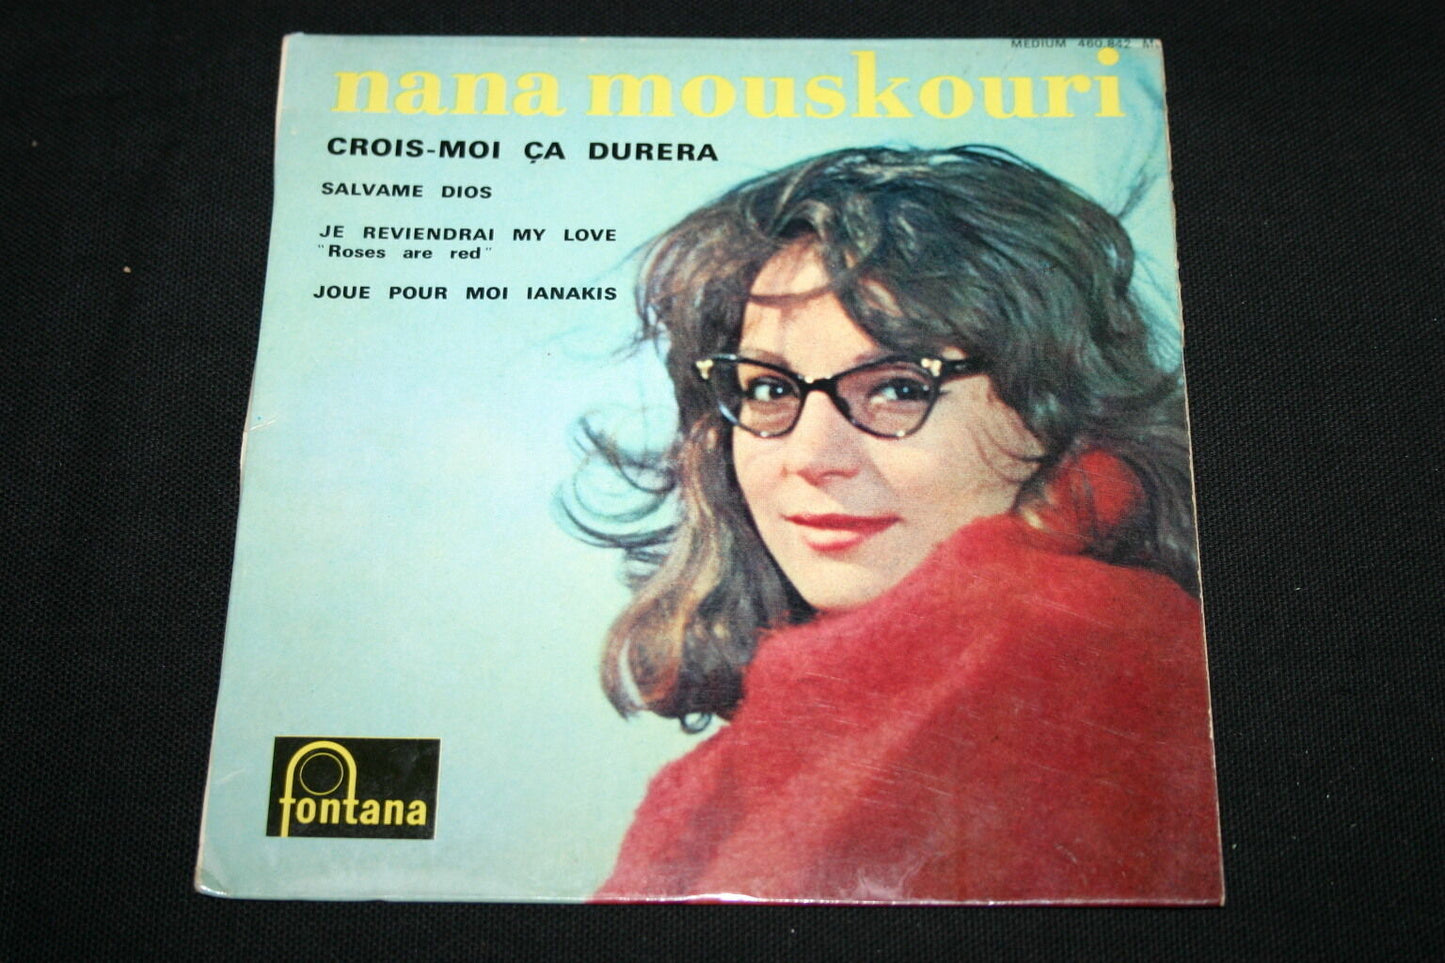 MEDIUM 460.842 M.
nana mouskouri
CROIS-MOI ÇA DURERA
SALVAME DIOS
JE REVIENDRAI MY LOVE
"Roses are red"
JOUE POUR MOI IANAKIS
fontana